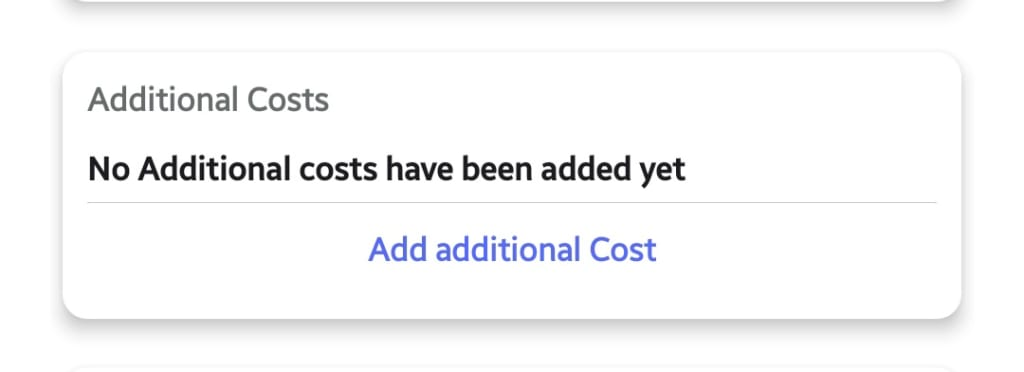 Additional Costs
No Additional costs have been added yet
Add additional Cost